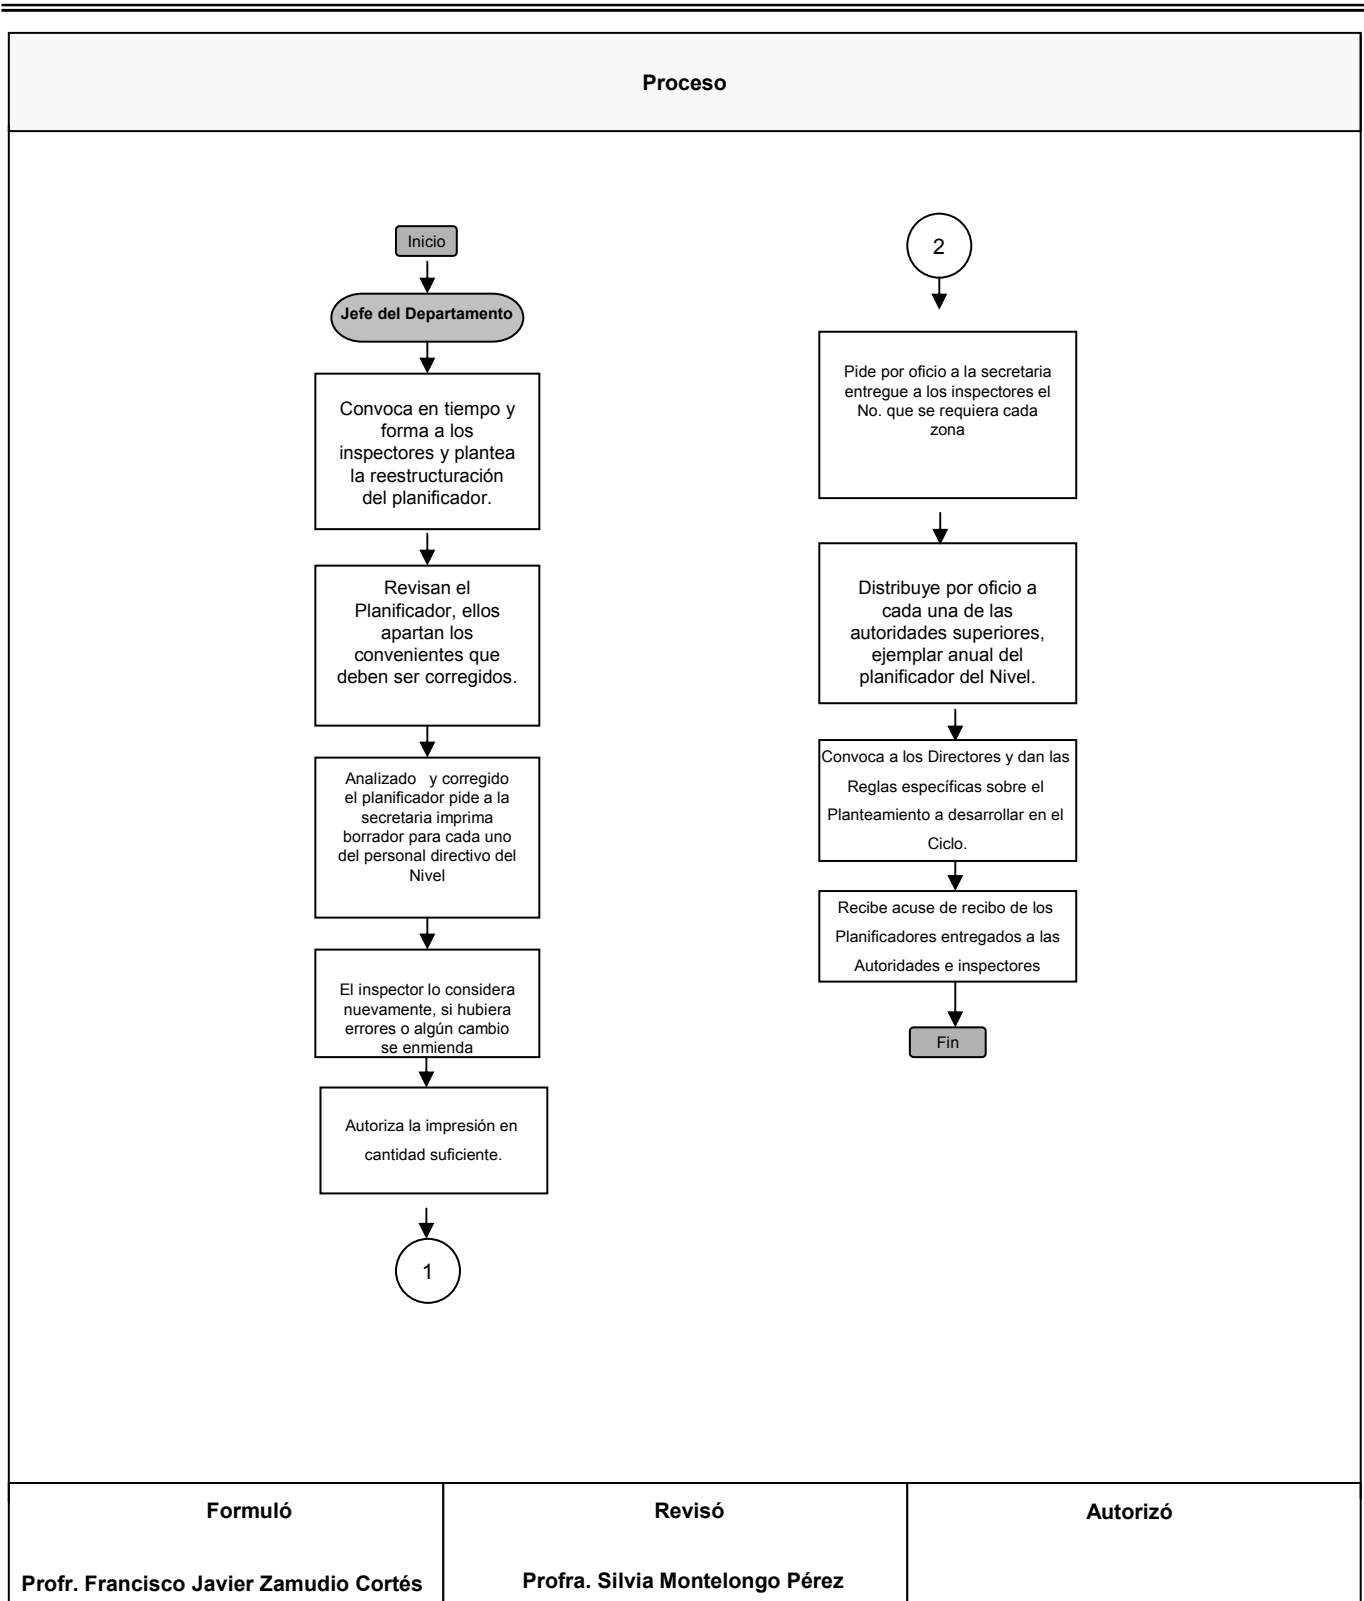 Proceso
Inicio
Jefe del Departamento
Convoca en tiempo y
forma a los
inspectores y plantea
la reestructuración
del planificador.
Revisan el
Planificador, ellos
apartan los
convenientes que
deben ser corregidos.
Analizado y corregido
el planificador pide a la
secretaria imprima
borrador para cada uno
del personal directivo del
Nivel
El inspector lo considera
nuevamente, si hubiera
errores o algún cambio
se enmienda
Autoriza la impresión en
cantidad suficiente.
1
2
Pide por oficio a la secretaria
entregue a los inspectores el
No. que se requiera cada
zona
Distribuye por oficio a
cada una de las
autoridades superiores,
ejemplar anual del
planificador del Nivel.
Convoca a los Directores y dan las
Reglas específicas sobre el
Planteamiento a desarrollar en el
Ciclo.
Recibe acuse de recibo de los
Planificadores entregados a las
Autoridades e inspectores
Fin
Formuló
Profr. Francisco Javier Zamudio Cortés
Revisó
Profra. Silvia Montelongo Pérez
Autorizó